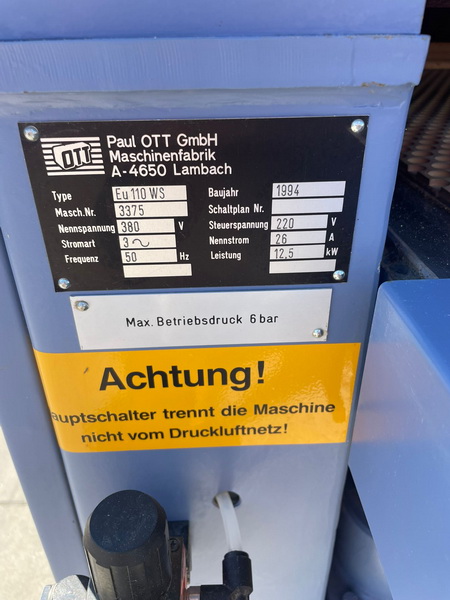 OTT
Paul OTT GmbH
Maschinenfabrik
A-4650 Lambach
Type Eu 110 WS Baujahr 1994
Masch.Nr. 3375 Schaltplan Nr.
Nennspannung 380 V Steuerspannung 220 V
Stromart 3 ~ Nennstrom 26 A
Frequenz 50 Hz Leistung 12,5 kW
Max. Betriebsdruck 6 bar
Achtung!
auptschalter trennt die Maschine
nicht vom Druckluftnetz!